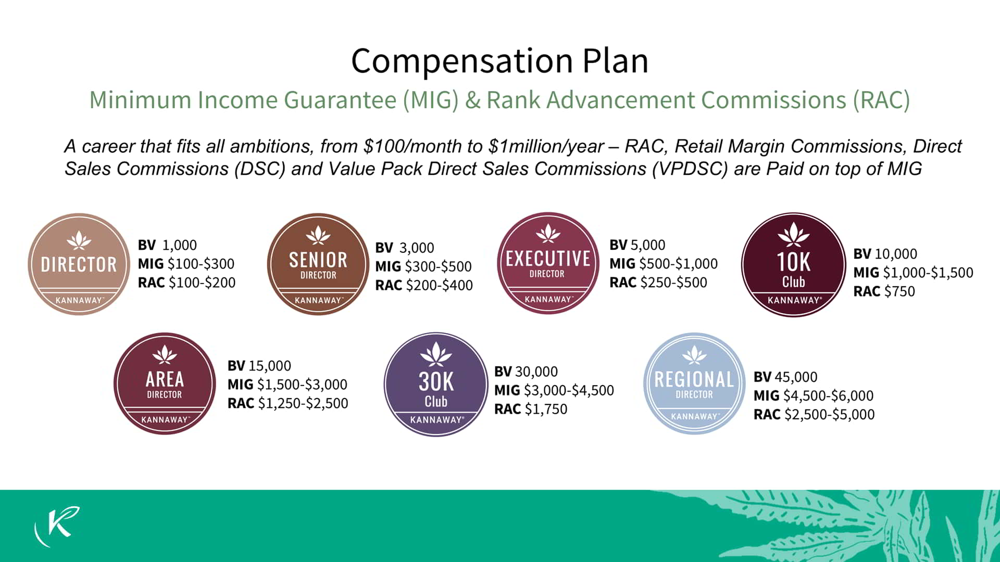 Compensation Plan
Minimum Income Guarantee (MIG) & Rank Advancement Commissions (RAC)
A career that fits all ambitions, from $100/month to $1million/year – RAC, Retail Margin Commissions, Direct
Sales Commissions (DSC) and Value Pack Direct Sales Commissions (VPDSC) are Paid on top of MIG
DIRECTOR
KANNAWAY™
BV 1,000
MIG $100-$300
RAC $100-$200
SENIOR
DIRECTOR
KANNAWAY™
BV 3,000
MIG $300-$500
RAC $200-$400
EXECUTIVE
DIRECTOR
KANNAWAY™
BV 5,000
MIG $500-$1,000
RAC $250-$500
10K
Club
KANNAWAY®
BV 10,000
MIG $1,000-$1,500
RAC $750
AREA
DIRECTOR
KANNAWAY™
BV 15,000
MIG $1,500-$3,000
RAC $1,250-$2,500
30K
Club
KANNAWAY®
BV 30,000
MIG $3,000-$4,500
RAC $1,750
REGIONAL
DIRECTOR
KANNAWAY™
BV 45,000
MIG $4,500-$6,000
RAC $2,500-$5,000
K